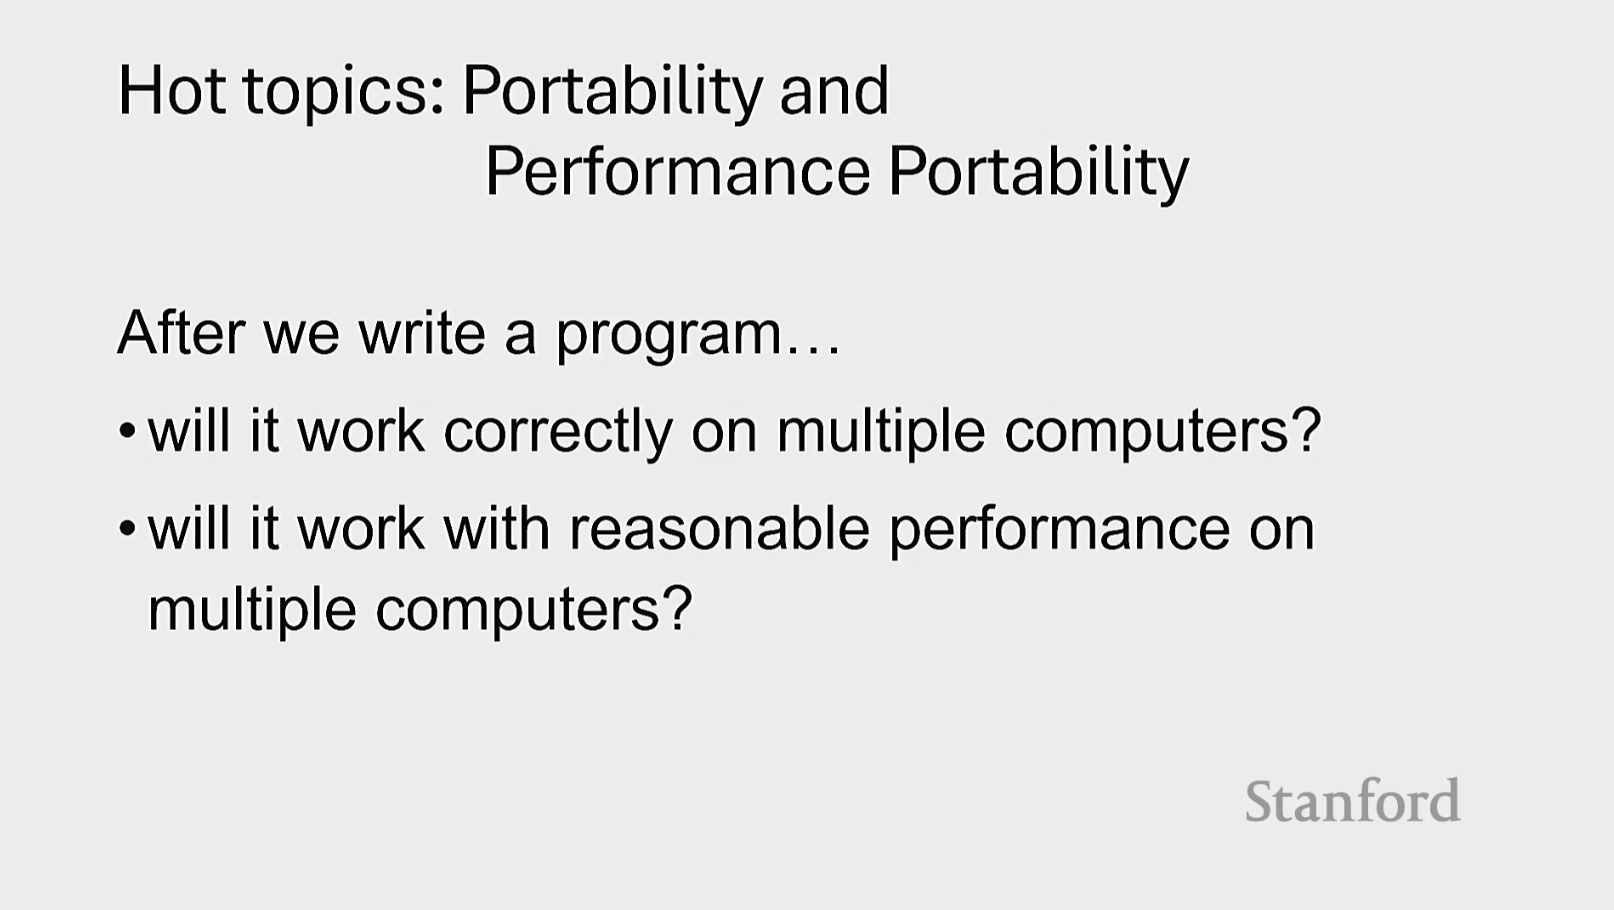 Hot topics: Portability and
Performance Portability
After we write a program…
• will it work correctly on multiple computers?
• will it work with reasonable performance on
multiple computers?
Stanford